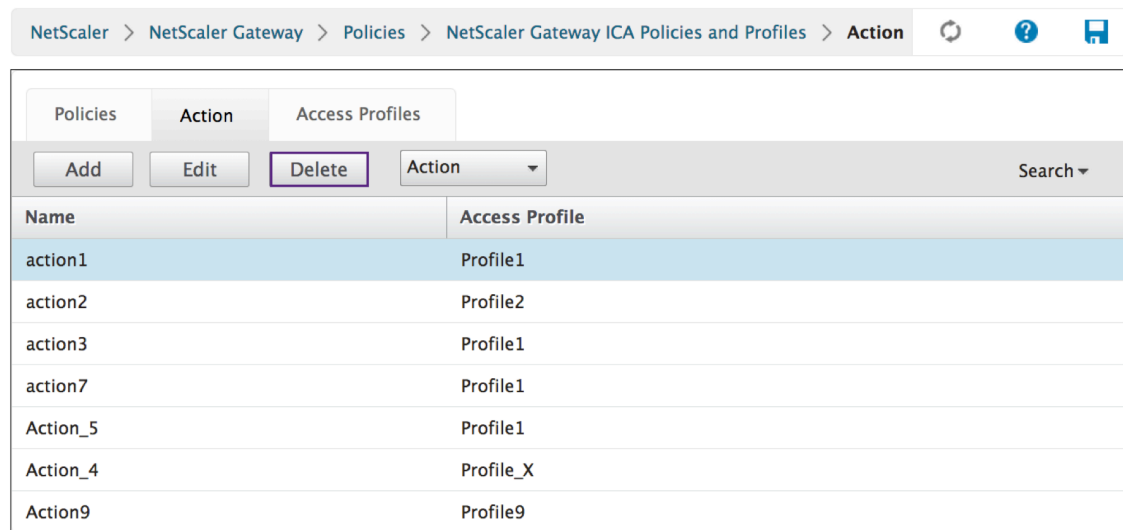 NetScaler > NetScaler Gateway > Policies > NetScaler Gateway ICA Policies and Profiles > Action ?
Policies Action Access Profiles
Add Edit Delete Action Search
Name Access Profile
action1 Profile1
action2 Profile2
action3 Profile1
action7 Profile1
Action_5 Profile1
Action_4 Profile_X
Action9 Profile9